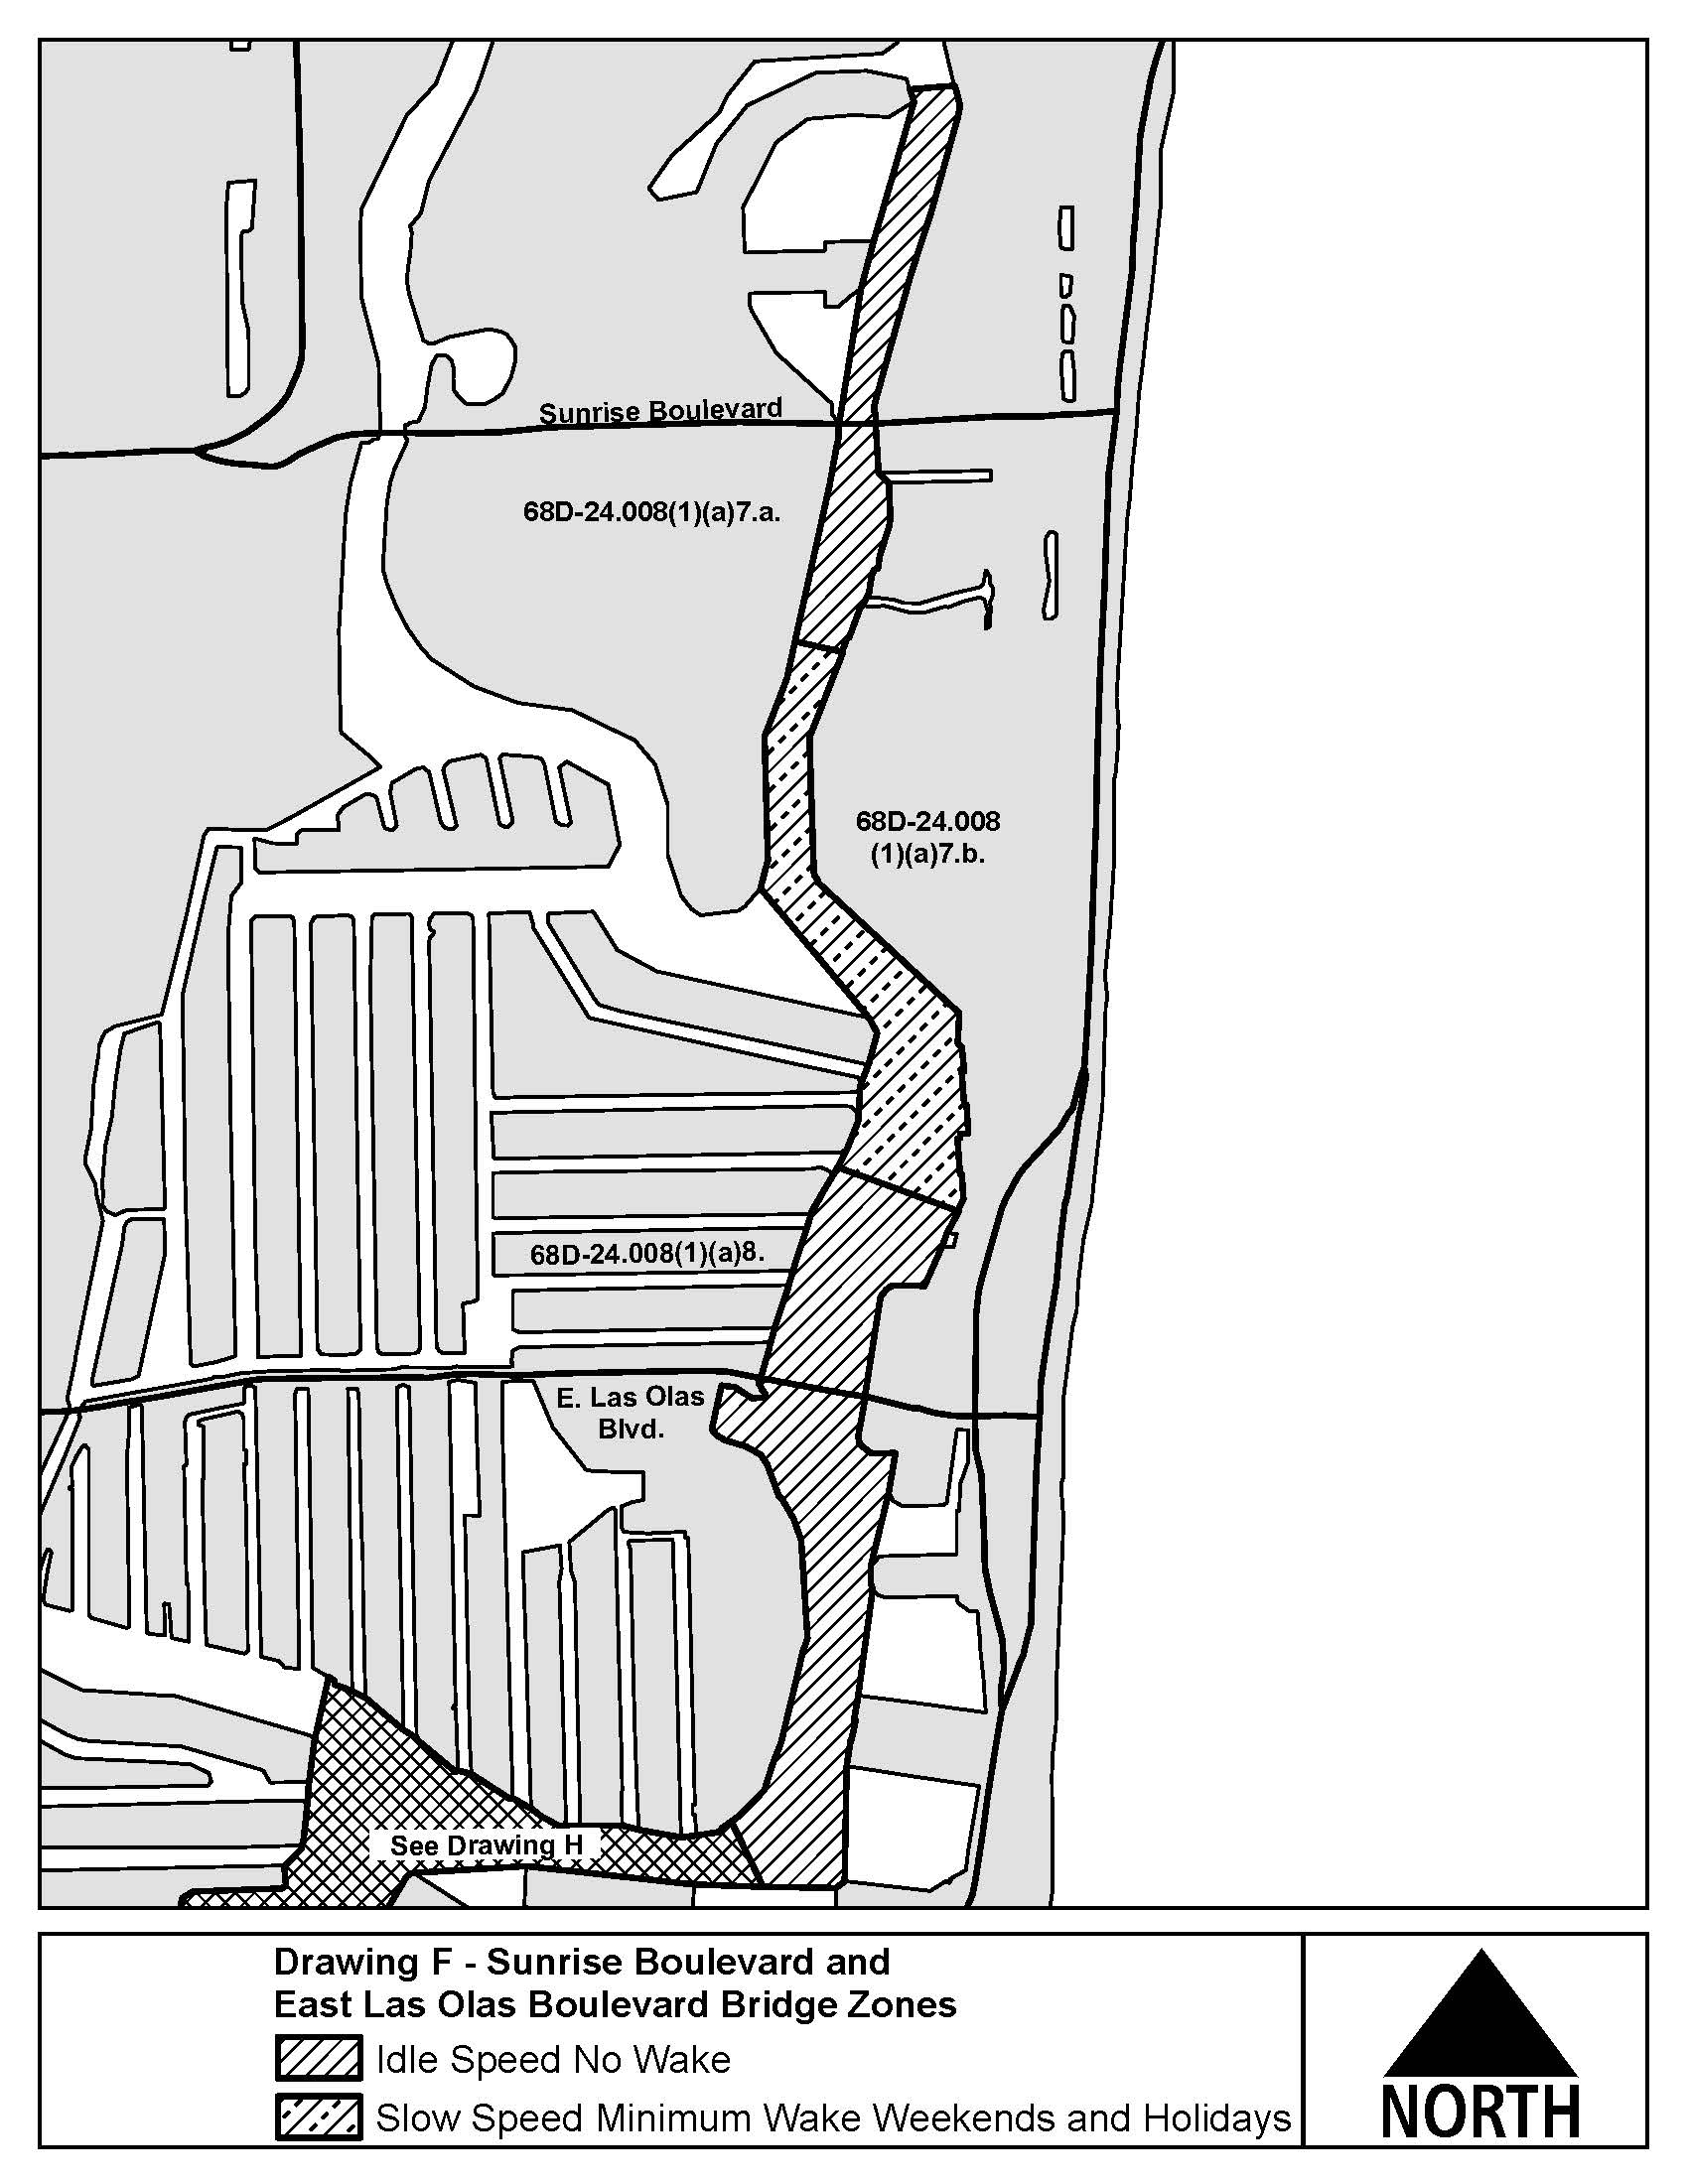 Sunrise Boulevard
68D-24.008(1)(a)7.a.
68D-24.008
(1)(a)7.b.
68D-24.008(1)(a)8.
E. Las Olas
Blvd.
See Drawing H
Drawing F - Sunrise Boulevard and
East Las Olas Boulevard Bridge Zones
Idle Speed No Wake
Slow Speed Minimum Wake Weekends and Holidays
NORTH